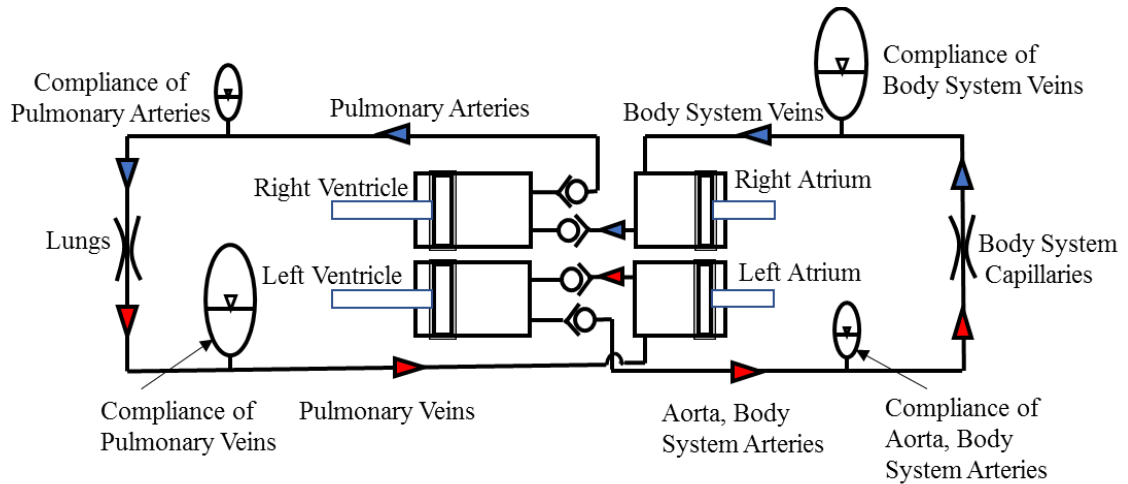 Compliance of
Pulmonary Arteries
Pulmonary Arteries
Body System Veins
Compliance of
Body System Veins
Right Ventricle
Right Atrium
Lungs
Left Ventricle
Left Atrium
Body System
Capillaries
Compliance of
Pulmonary Veins
Pulmonary Veins
Aorta, Body
System Arteries
Compliance of
Aorta, Body
System Arteries